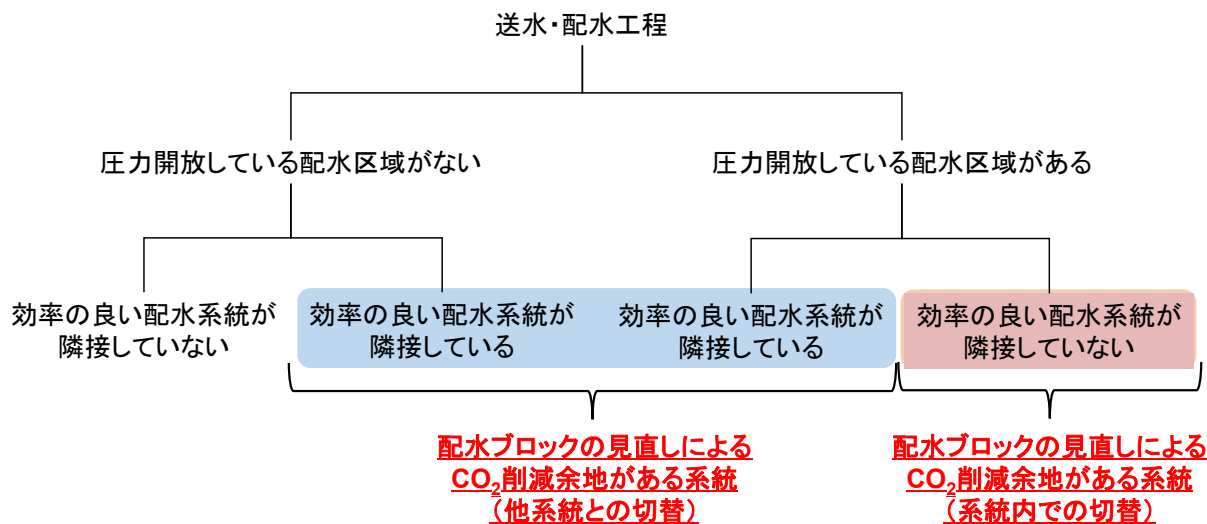 送水・配水工程
圧力開放している配水区域がない
圧力開放している配水区域がある
効率の良い配水系統が
隣接していない
効率の良い配水系統が
隣接している
効率の良い配水系統が
隣接している
効率の良い配水系統が
隣接していない
配水ブロックの見直しによる
CO₂削減余地がある系統
（他系統との切替）
配水ブロックの見直しによる
CO₂削減余地がある系統
（系統内での切替）